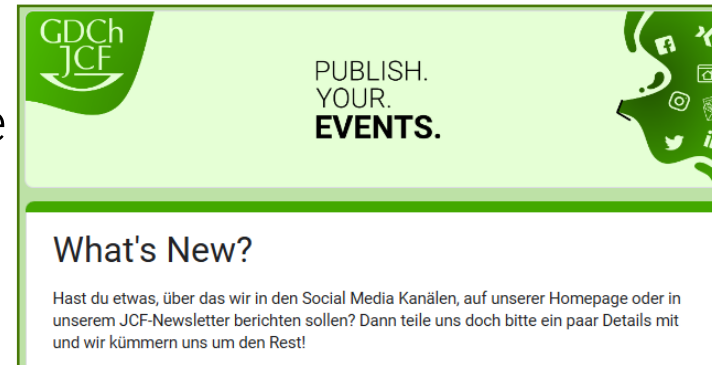 GDCh
JCF
PUBLISH.
YOUR.
EVENTS.
e
What's New?
Hast du etwas, über das wir in den Social Media Kanälen, auf unserer Homepage oder in
unserem JCF-Newsletter berichten sollen? Dann teile uns doch bitte ein paar Details mit
und wir kümmern uns um den Rest!